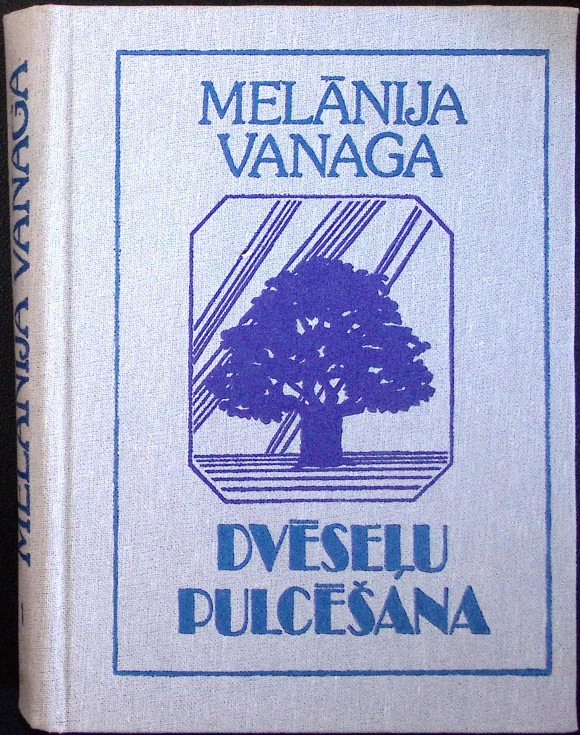 MELĀNIJA
VANAGA
DVĒSEĻU
PULCĒŠANA
MELĀNIJA VANAGA